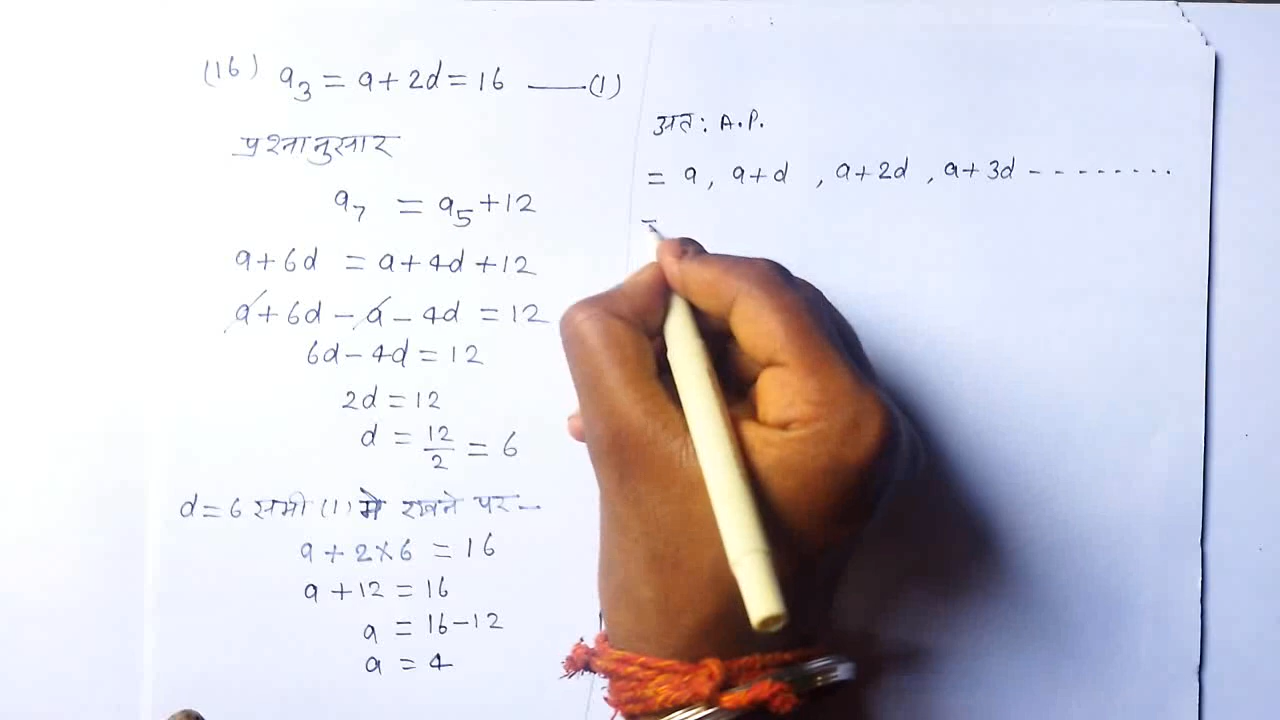 (16) a₃ = a + 2d = 16 ——(1)
प्रश्नानुसार
a₇ = a₅ + 12
a + 6d = a + 4d + 12
a + 6d - a - 4d = 12
6d - 4d = 12
2d = 12
d = 12/2 = 6
d = 6 समी (1) मे रखने पर -
a + 2×6 = 16
a + 12 = 16
a = 16 - 12
a = 4
अतः A.P.
= a, a + d , a + 2d , a + 3d --------
=